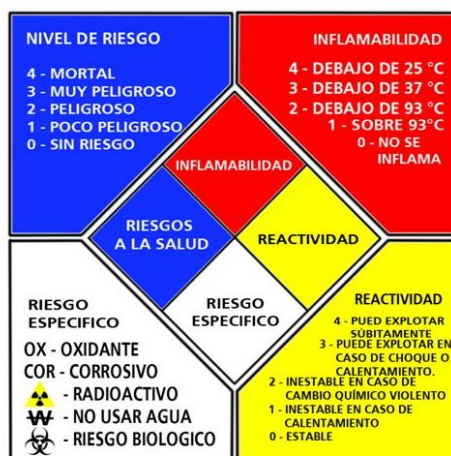 NIVEL DE RIESGO
4 - MORTAL
3 - MUY PELIGROSO
2 - PELIGROSO
1 - POCO PELIGROSO
0 - SIN RIESGO
INFLAMABILIDAD
4 - DEBAJO DE 25 °C
3 - DEBAJO DE 37 °C
2 - DEBAJO DE 93 °C
1 - SOBRE 93°C
0 - NO SE
INFLAMA
INFLAMABILIDAD
RIESGOS
A LA SALUD
REACTIVIDAD
RIESGO
ESPECIFICO
RIESGO
ESPECIFICO
OX - OXIDANTE
COR - CORROSIVO
- RADIOACTIVO
W - NO USAR AGUA
- RIESGO BIOLOGICO
REACTIVIDAD
4 - PUED EXPLOTAR
SÚBITAMENTE
3 - PUEDE EXPLOTAR EN
CASO DE CHOQUE O
CALENTAMIENTO.
2 - INESTABLE EN CASO DE
CAMBIO QUÍMICO VIOLENTO
1 - INESTABLE EN CASO DE
CALENTAMIENTO
0 - ESTABLE